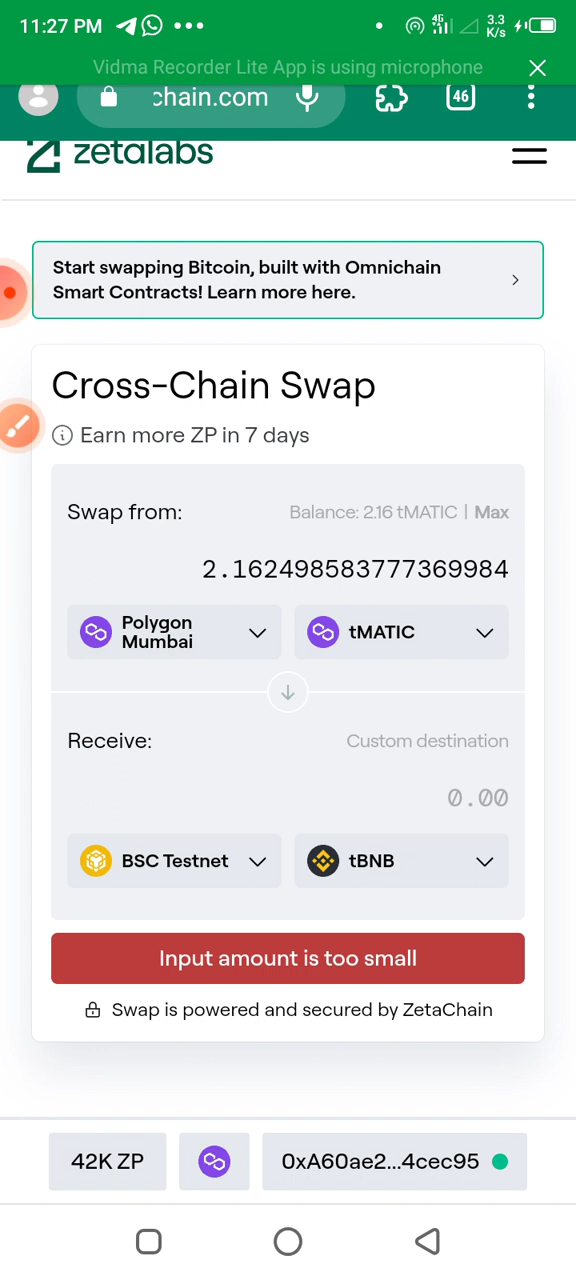 11:27 PM
4G
3.3
K/s
Vidma Recorder Lite App is using microphone
chain.com
46
zetalabs
Start swapping Bitcoin, built with Omnichain
Smart Contracts! Learn more here.
Cross-Chain Swap
Earn more ZP in 7 days
Swap from:
Balance: 2.16 tMATIC | Max
2.162498583777369984
Polygon
Mumbai
tMATIC
Receive:
Custom destination
0.00
BSC Testnet
tBNB
Input amount is too small
Swap is powered and secured by ZetaChain
42K ZP
0xA60ae2...4cec95